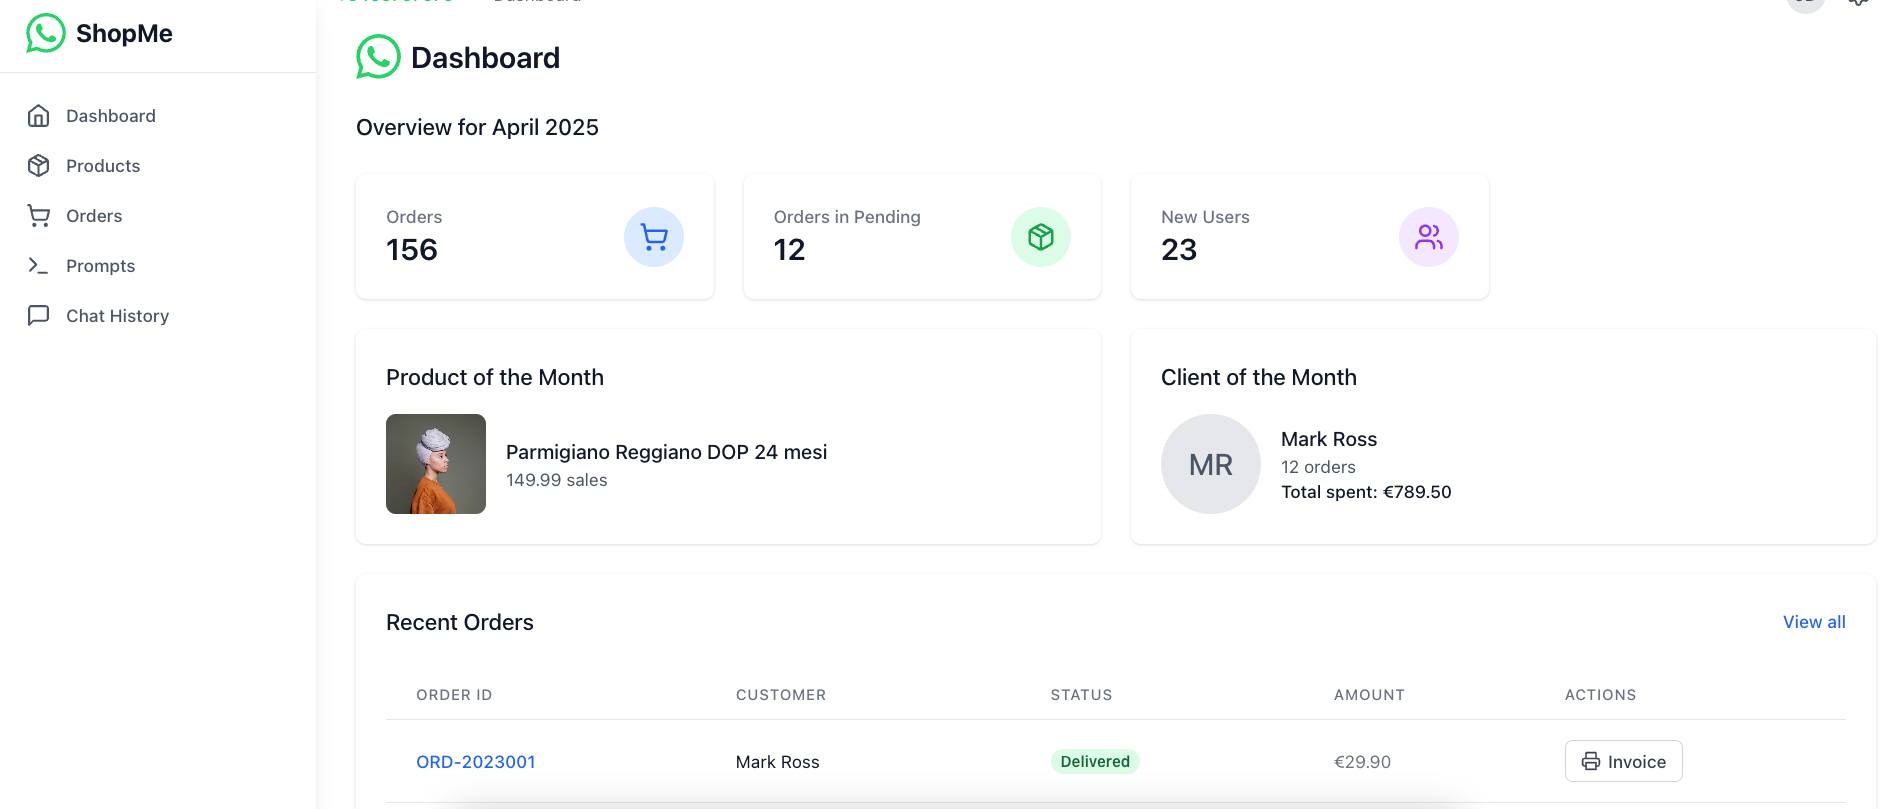 ShopMe
Dashboard
Products
Orders
Prompts
Chat History
Dashboard
Dashboard
Overview for April 2025
Orders
156
Orders in Pending
12
New Users
23
Product of the Month
Parmigiano Reggiano DOP 24 mesi
149.99 sales
Client of the Month
MR
Mark Ross
12 orders
Total spent: €789.50
Recent Orders
View all
ORDER ID CUSTOMER STATUS AMOUNT ACTIONS
ORD-2023001 Mark Ross Delivered €29.90 Invoice